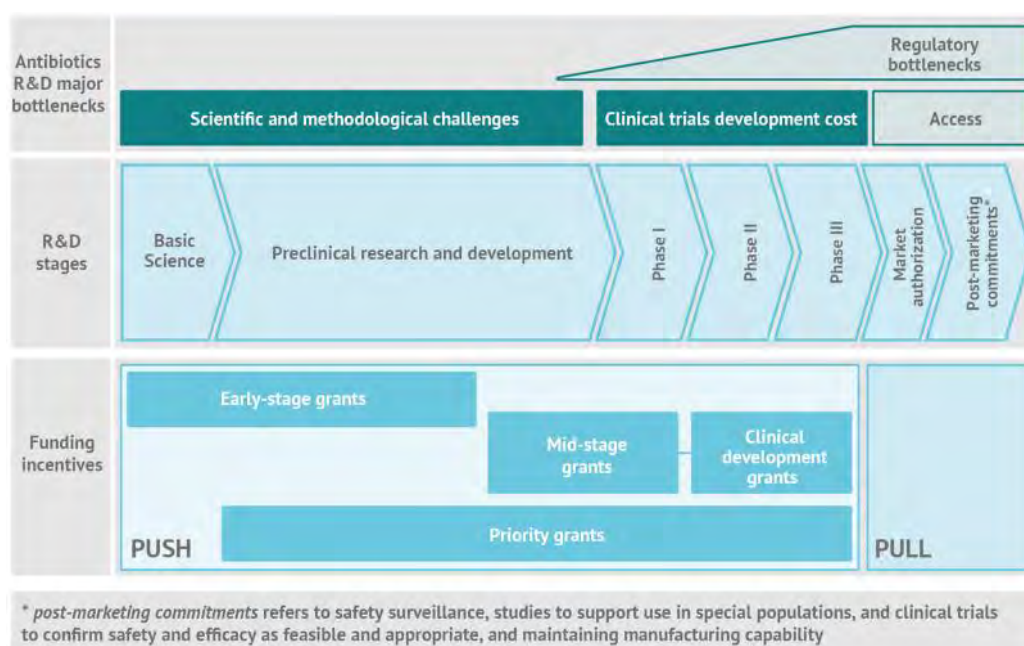 Antibiotics
R&D major
bottlenecks
Regulatory
bottlenecks
Scientific and methodological challenges
Clinical trials development cost
Access
R&D
stages
Basic
Science
Preclinical research and development
Phase I
Phase II
Phase III
Market
authorization
Post-marketing
commitments*
Funding
incentives
Early-stage grants
Mid-stage
grants
Clinical
development
grants
Priority grants
PUSH
PULL
* post-marketing commitments refers to safety surveillance, studies to support use in special populations, and clinical trials
to confirm safety and efficacy as feasible and appropriate, and maintaining manufacturing capability